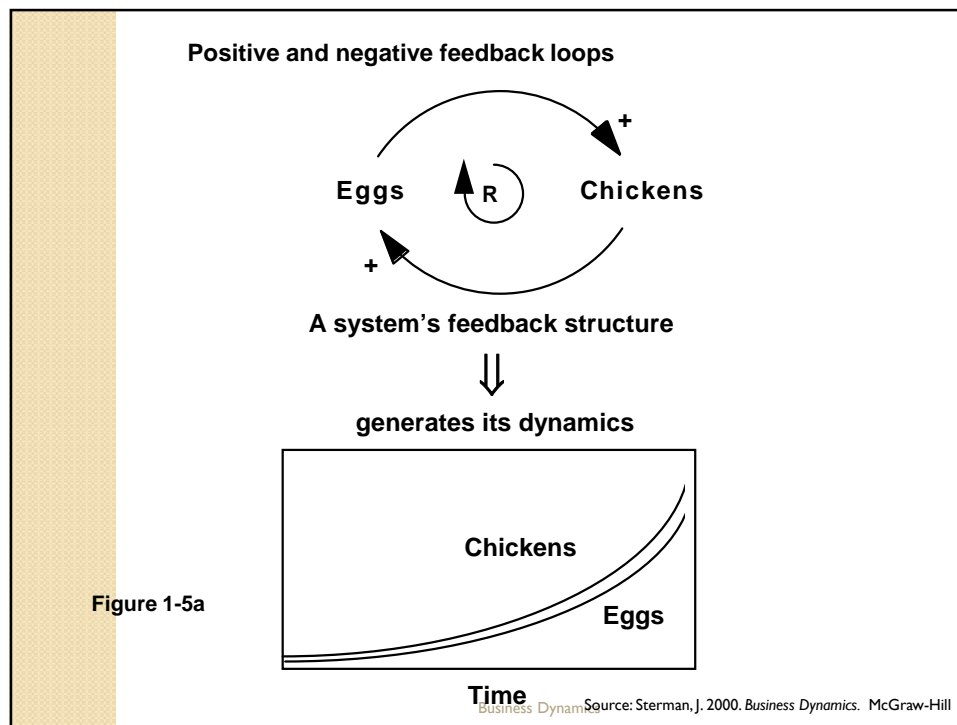 Positive and negative feedback loops
+
Eggs
R
Chickens
+
A system's feedback structure
⇓
generates its dynamics
Chickens
Eggs
Figure 1-5a
Time
Business Dynamics
Source: Sterman, J. 2000. Business Dynamics. McGraw-Hill